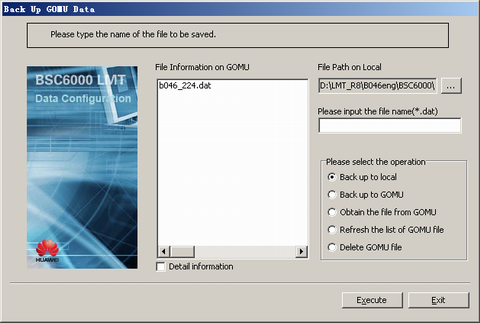 Back Up GOMU Data
Please type the name of the file to be saved.
BSC6000 LMT
Data Configuration
HUAWEI
File Information on GOMU
b046_224.dat
Detail information
File Path on Local
D:\LMT_R8\B046eng\BSC6000\
...
Please input the file name(*.dat)
Please select the operation
Back up to local
Back up to GOMU
Obtain the file from GOMU
Refresh the list of GOMU file
Delete GOMU file
Execute
Exit